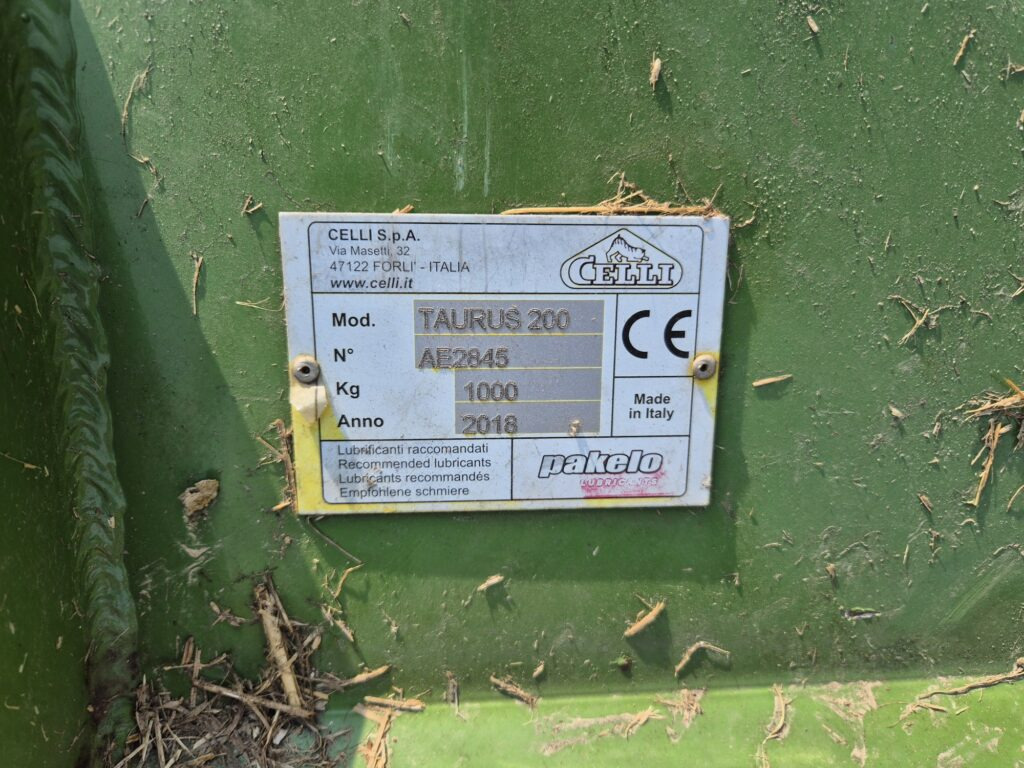 CELLI S.p.A.
Via Masetti, 32
47122 FORLI' - ITALIA
www.celli.it
CELLI
Mod. TAURUS 200
N° AE2845
Kg 1000
Anno 2018
CE
Made
in Italy
Lubrificanti raccomandati
Recommended lubricants
Lubricants recommandés
Empfohlene schmiere
pakelo
LUBRICANTS